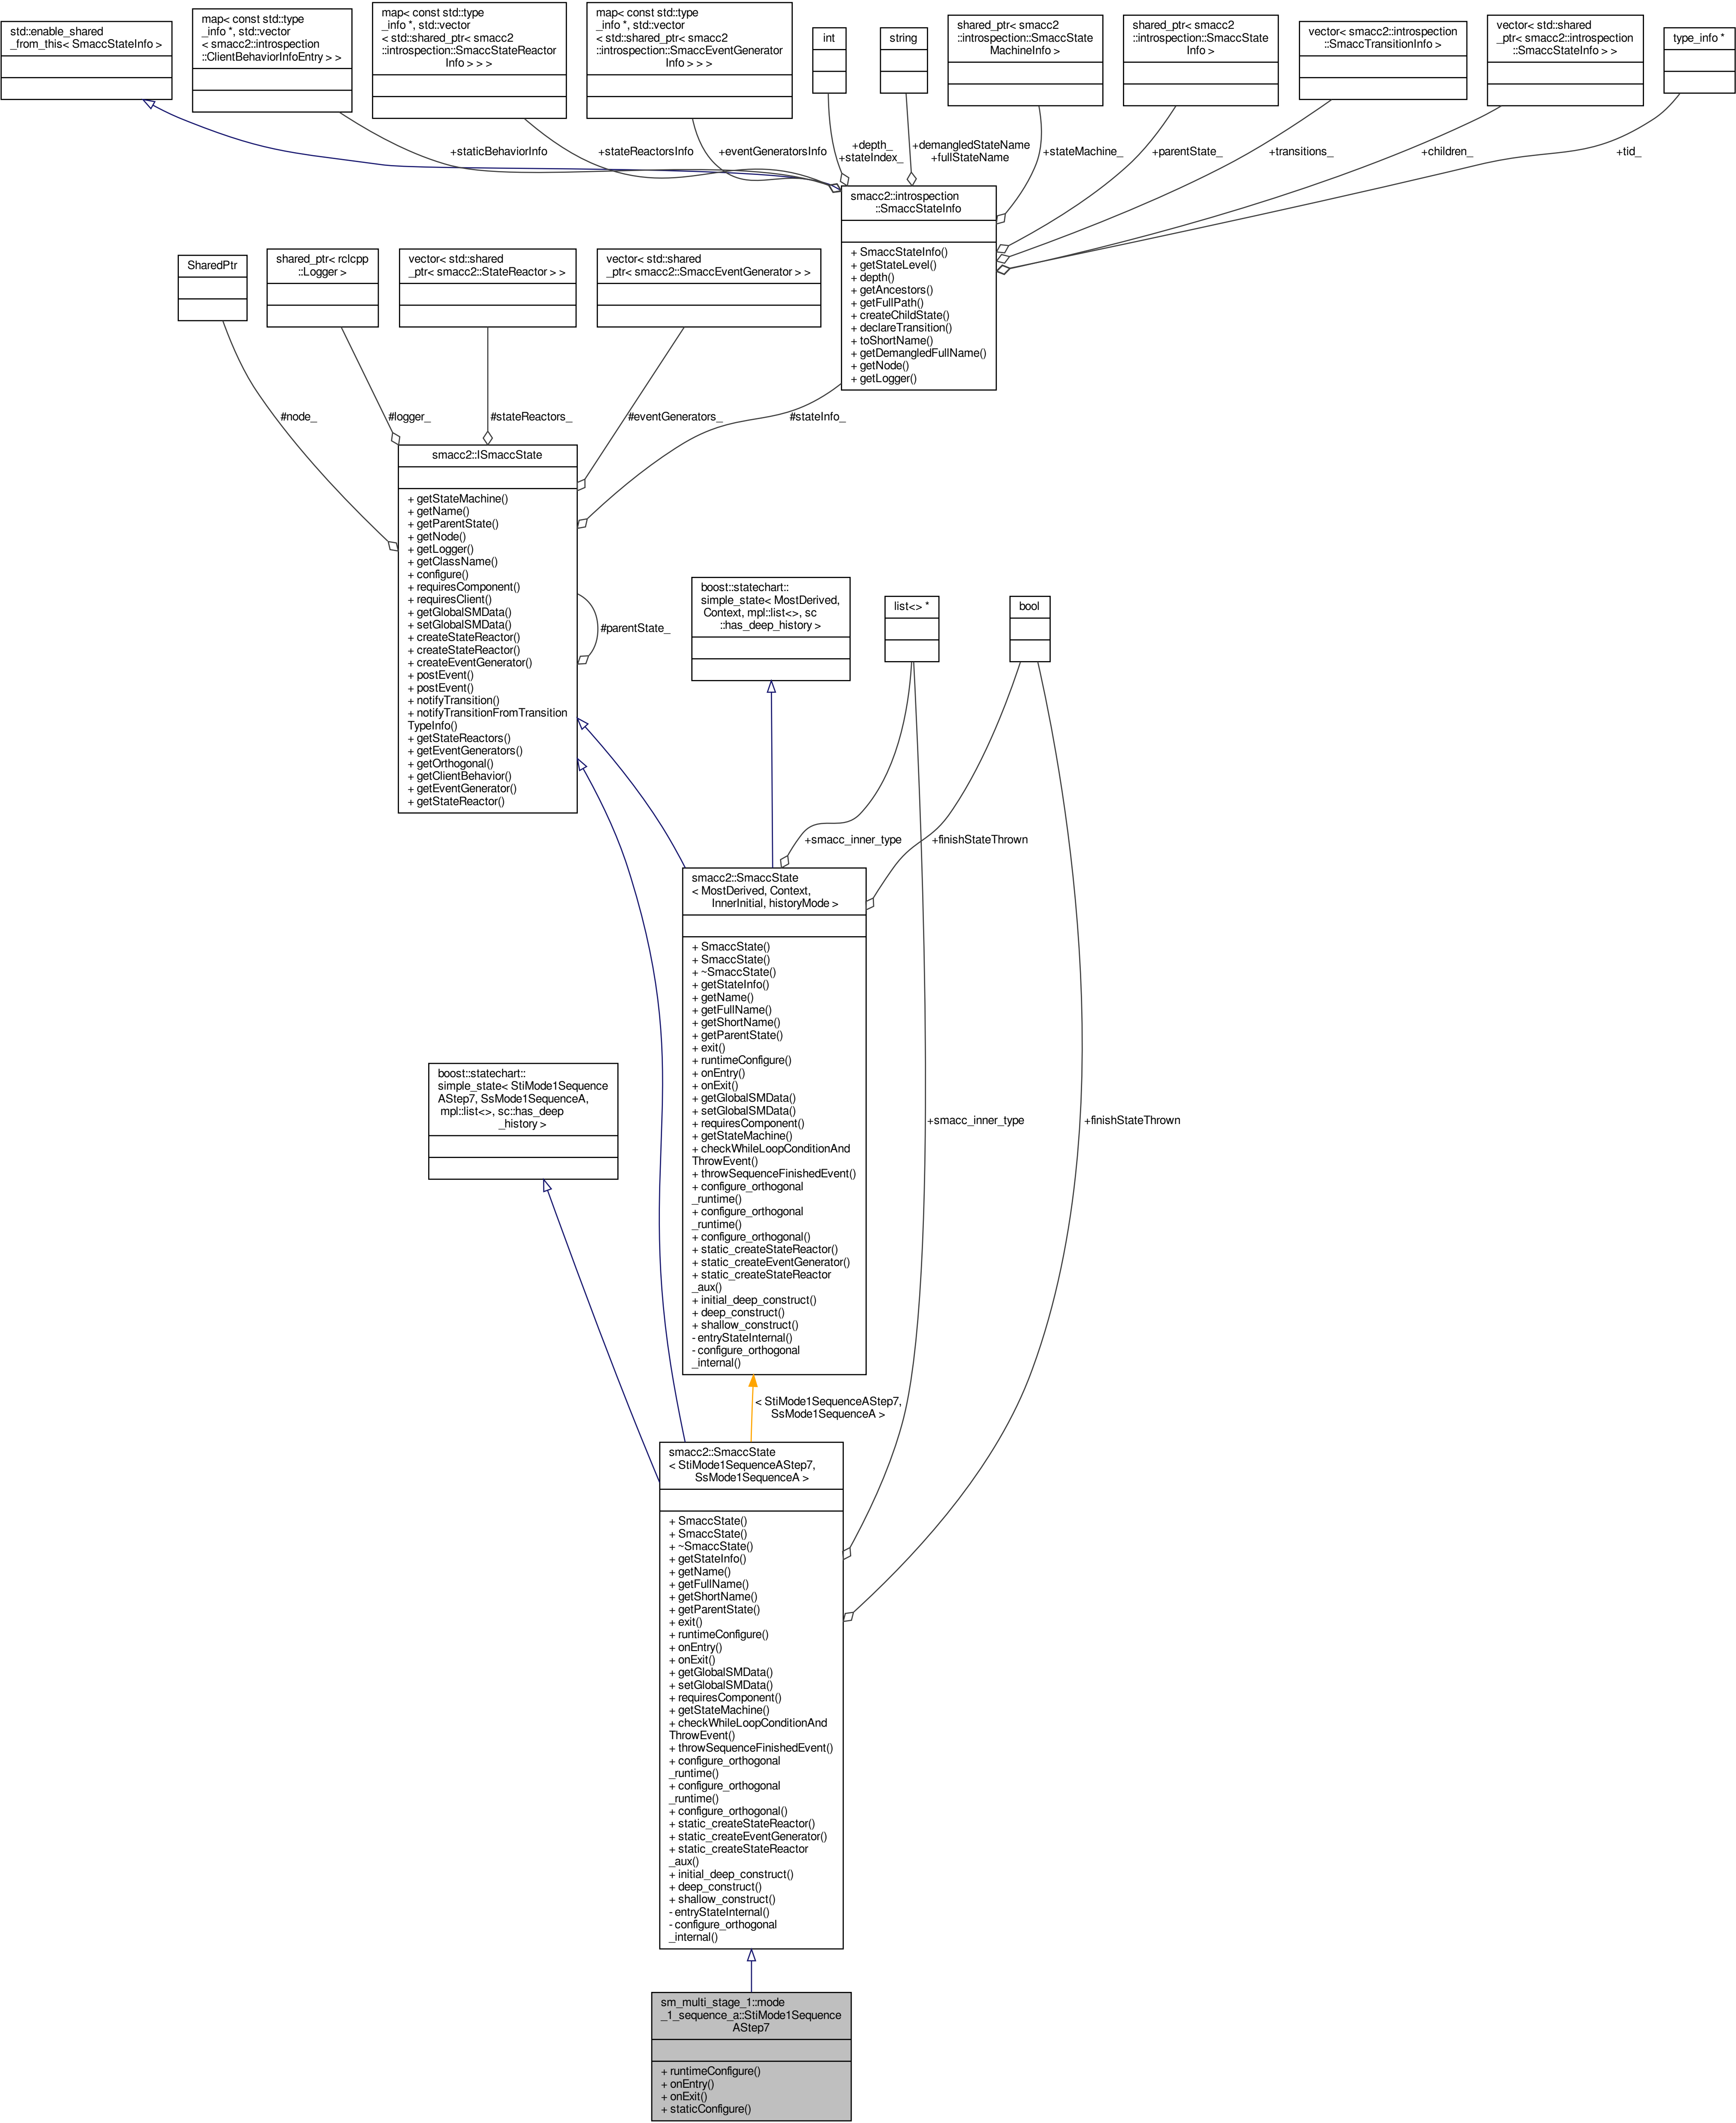 std::enable_shared
_from_this< SmaccStateInfo >
map< const std::type
_info *, std::vector
< smacc2::introspection
::ClientBehaviorInfoEntry > >
map< const std::type
_info *, std::vector
< std::shared_ptr< smacc2
::introspection::SmaccStateReactor
Info > > >
map< const std::type
_info *, std::vector
< std::shared_ptr< smacc2
::introspection::SmaccEventGenerator
Info > > >
int
string
shared_ptr< smacc2
::introspection::SmaccState
MachineInfo >
shared_ptr< smacc2
::introspection::SmaccState
Info >
vector< smacc2::introspection
::SmaccTransitionInfo >
vector< std::shared
_ptr< smacc2::introspection
::SmaccStateInfo > >
type_info *
+staticBehaviorInfo
+stateReactorsInfo
+eventGeneratorsInfo
+depth_
+stateIndex_
+demangledStateName
+fullStateName
+stateMachine_
+parentState_
+transitions_
+children_
+tid_
smacc2::introspection
::SmaccStateInfo
+ SmaccStateInfo()
+ getStateLevel()
+ depth()
+ getAncestors()
+ getFullPath()
+ createChildState()
+ declareTransition()
+ toShortName()
+ getDemangledFullName()
+ getNode()
+ getLogger()
SharedPtr
shared_ptr< rclcpp
::Logger >
vector< std::shared
_ptr< smacc2::StateReactor > >
vector< std::shared
_ptr< smacc2::SmaccEventGenerator > >
#node_
#logger_
#stateReactors_
#eventGenerators_
#stateInfo_
smacc2::ISmaccState
+ getStateMachine()
+ getName()
+ getParentState()
+ getNode()
+ getLogger()
+ getClassName()
+ configure()
+ requiresComponent()
+ requiresClient()
+ getGlobalSMData()
+ setGlobalSMData()
+ createStateReactor()
+ createStateReactor()
+ createEventGenerator()
+ postEvent()
+ postEvent()
+ notifyTransition()
+ notifyTransitionFromTransition
TypeInfo()
+ getStateReactors()
+ getEventGenerators()
+ getOrthogonal()
+ getClientBehavior()
+ getEventGenerator()
+ getStateReactor()
#parentState_
boost::statechart::
simple_state< MostDerived,
Context, mpl::list<>, sc
::has_deep_history >
list<> *
bool
+smacc_inner_type
+finishStateThrown
smacc2::SmaccState
< MostDerived, Context,
InnerInitial, historyMode >
+ SmaccState()
+ SmaccState()
+ ~SmaccState()
+ getStateInfo()
+ getName()
+ getFullName()
+ getShortName()
+ getParentState()
+ exit()
+ runtimeConfigure()
+ onEntry()
+ onExit()
+ getGlobalSMData()
+ setGlobalSMData()
+ requiresComponent()
+ getStateMachine()
+ checkWhileLoopConditionAnd
ThrowEvent()
+ throwSequenceFinishedEvent()
+ configure_orthogonal
_runtime()
+ configure_orthogonal
_runtime()
+ configure_orthogonal()
+ static_createStateReactor()
+ static_createEventGenerator()
+ static_createStateReactor
_aux()
+ initial_deep_construct()
+ deep_construct()
+ shallow_construct()
- entryStateInternal()
- configure_orthogonal
_internal()
boost::statechart::
simple_state< StiMode1Sequence
AStep7, SsMode1SequenceA,
mpl::list<>, sc::has_deep
_history >
+smacc_inner_type
+finishStateThrown
< StiMode1SequenceAStep7,
SsMode1SequenceA >
smacc2::SmaccState
< StiMode1SequenceAStep7,
SsMode1SequenceA >
+ SmaccState()
+ SmaccState()
+ ~SmaccState()
+ getStateInfo()
+ getName()
+ getFullName()
+ getShortName()
+ getParentState()
+ exit()
+ runtimeConfigure()
+ onEntry()
+ onExit()
+ getGlobalSMData()
+ setGlobalSMData()
+ requiresComponent()
+ getStateMachine()
+ checkWhileLoopConditionAnd
ThrowEvent()
+ throwSequenceFinishedEvent()
+ configure_orthogonal
_runtime()
+ configure_orthogonal
_runtime()
+ configure_orthogonal()
+ static_createStateReactor()
+ static_createEventGenerator()
+ static_createStateReactor
_aux()
+ initial_deep_construct()
+ deep_construct()
+ shallow_construct()
- entryStateInternal()
- configure_orthogonal
_internal()
sm_multi_stage_1::mode
_1_sequence_a::StiMode1Sequence
AStep7
+ runtimeConfigure()
+ onEntry()
+ onExit()
+ staticConfigure()